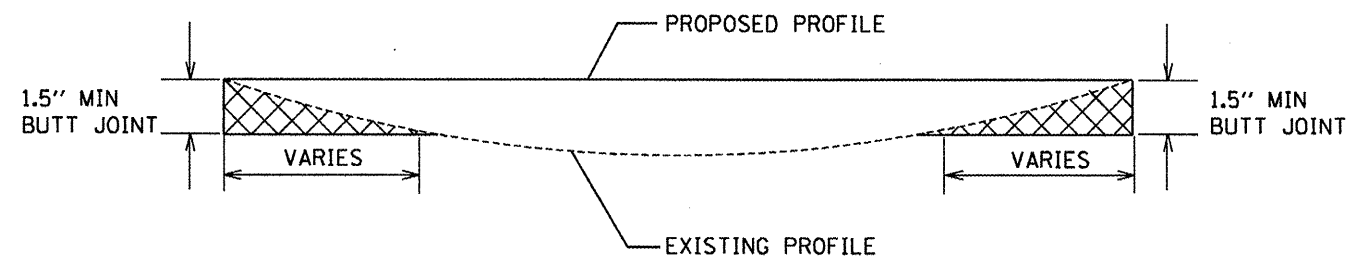 PROPOSED PROFILE
1.5" MIN
BUTT JOINT
1.5" MIN
BUTT JOINT
VARIES
VARIES
EXISTING PROFILE